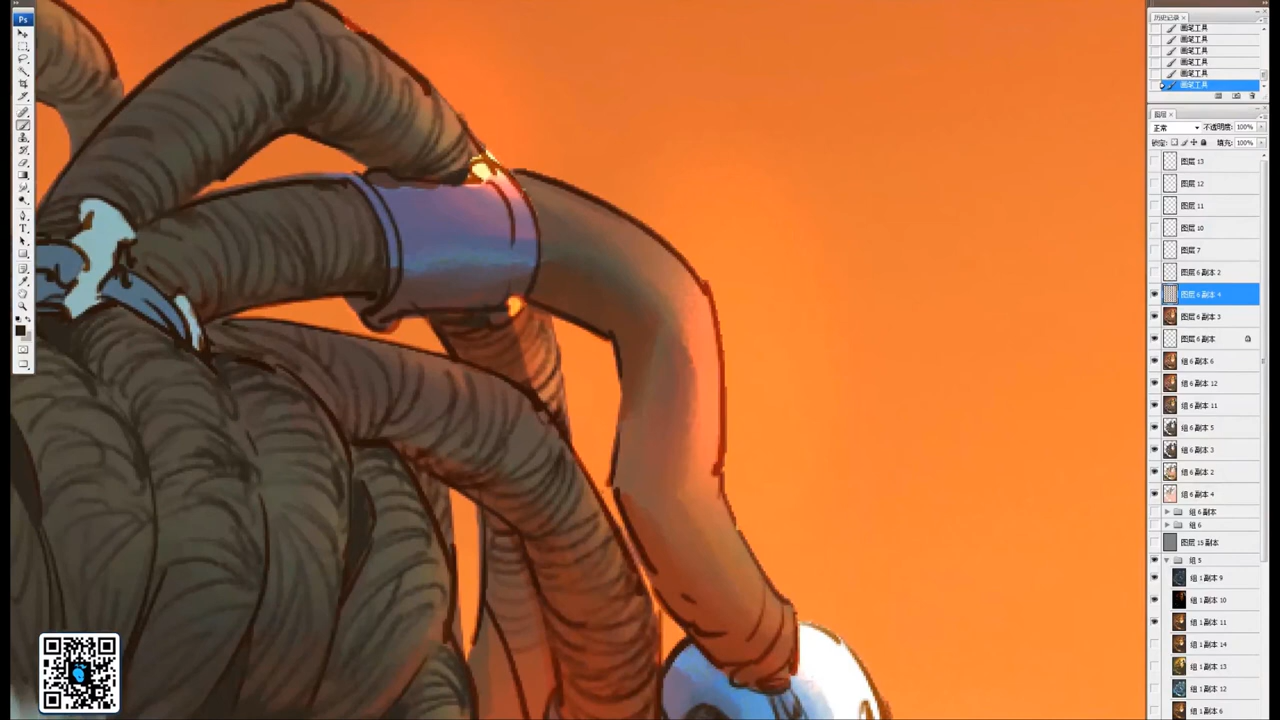 Ps
历史记录
画笔工具
画笔工具
画笔工具
画笔工具
画笔工具
画笔工具
图层
正常
不透明度: 100%
锁定:
填充: 100%
图层 13
图层 12
图层 11
图层 10
图层 7
图层 6 副本 2
图层 6 副本 4
图层 6 副本 3
图层 6 副本
组 6 副本 6
组 6 副本 12
组 6 副本 11
组 6 副本 5
组 6 副本 3
组 6 副本 2
组 6 副本 4
组 6 副本
组 6
图层 15 副本
组 5
组 1 副本 9
组 1 副本 10
组 1 副本 11
组 1 副本 14
组 1 副本 13
组 1 副本 12
组 1 副本 6